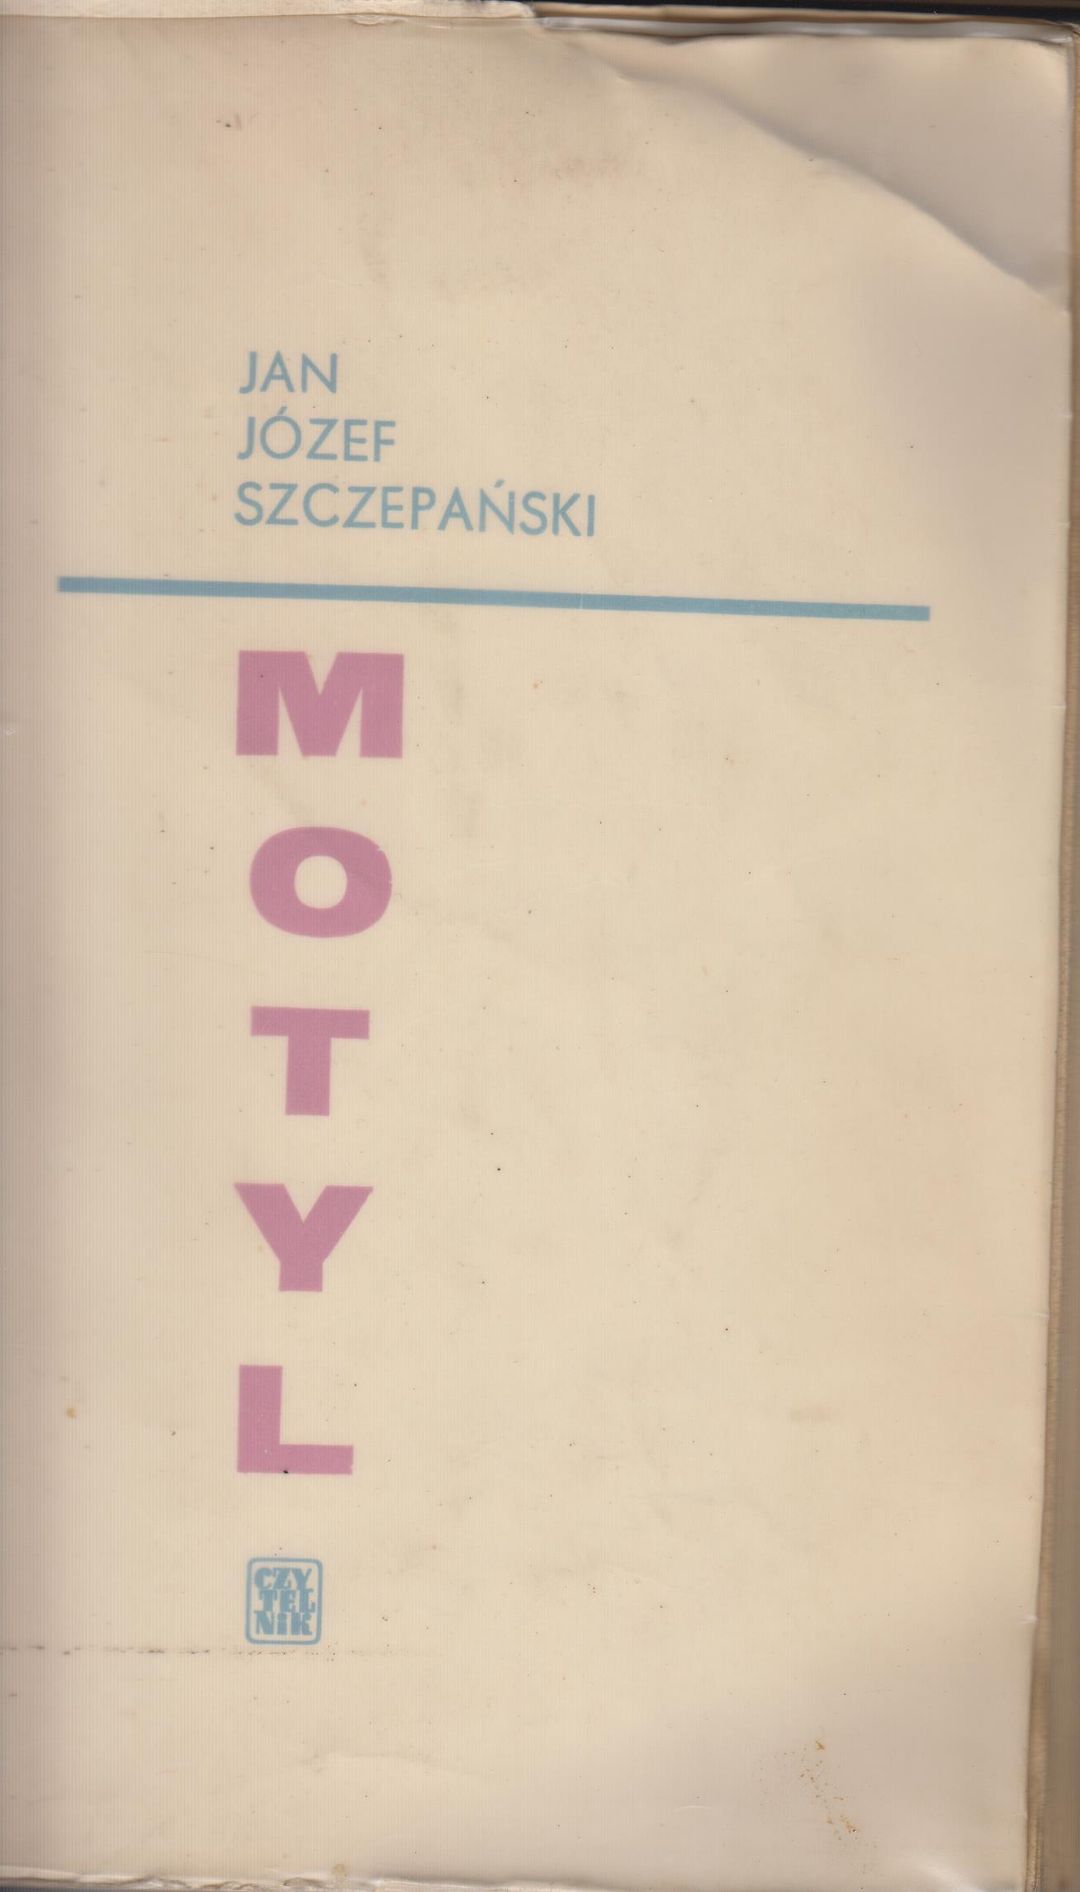 JAN
JÓZEF
SZCZEPAŃSKI
M
O
T
Y
L
CZY
TEL
NiK